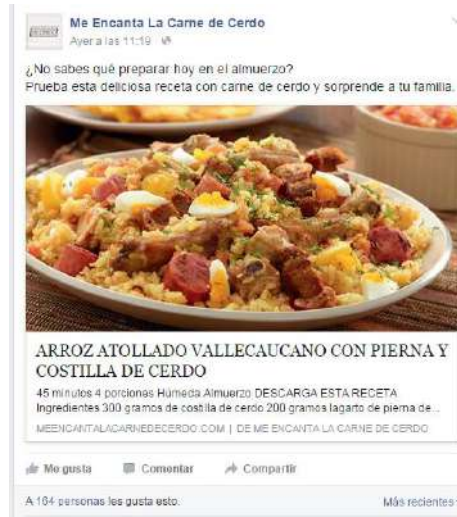 Me Encanta La Carne de Cerdo
Ayer a las 11:19
¿No sabes qué preparar hoy en el almuerzo?
Prueba esta deliciosa receta con carne de cerdo y sorprende a tu familia.
ARROZ ATOLLADO VALLECAUCANO CON PIERNA Y
COSTILLA DE CERDO
45 minutos 4 porciones Húmeda Almuerzo DESCARGA ESTA RECETA
Ingredientes 300 gramos de costilla de cerdo 200 gramos lagarto de pierna de...
MEENCANTALACARNEDECERDO.COM | DE ME ENCANTA LA CARNE DE CERDO
Me gusta Comentar Compartir
A 164 personas les gusta esto. Más recientes